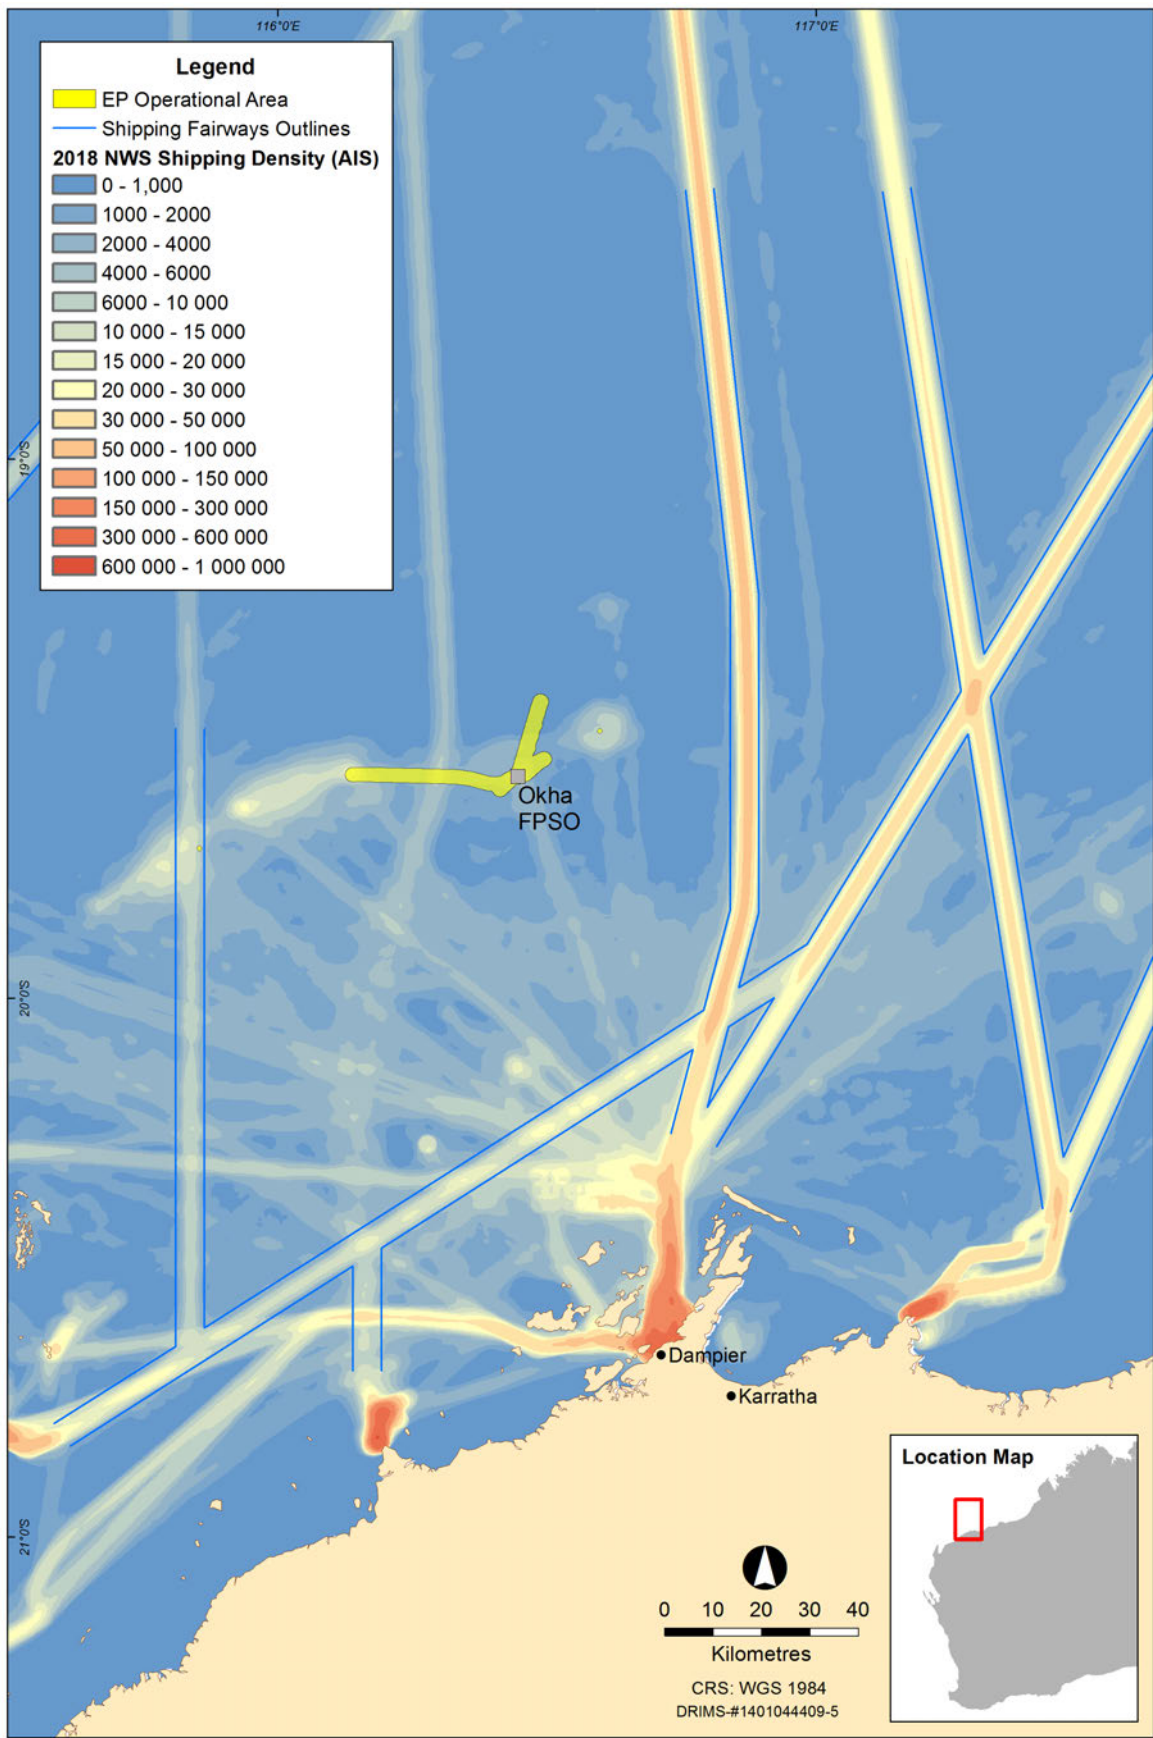 116°0'E
117°0'E
Legend
EP Operational Area
Shipping Fairways Outlines
2018 NWS Shipping Density (AIS)
0 - 1,000
1000 - 2000
2000 - 4000
4000 - 6000
6000 - 10 000
10 000 - 15 000
15 000 - 20 000
20 000 - 30 000
30 000 - 50 000
50 000 - 100 000
100 000 - 150 000
150 000 - 300 000
300 000 - 600 000
600 000 - 1 000 000
19°0'S
Okha
FPSO
20°0'S
Dampier
Karratha
21°0'S
Location Map
0 10 20 30 40
Kilometres
CRS: WGS 1984
DRIMS-#1401044409-5